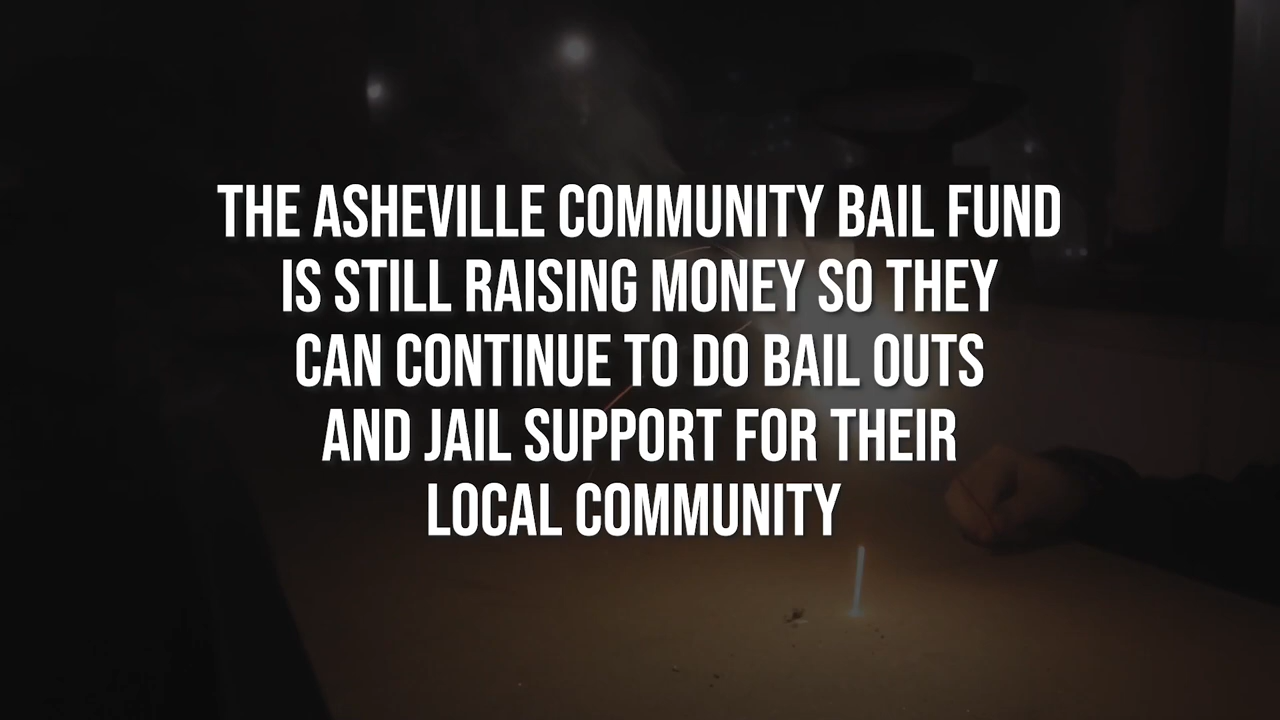 THE ASHEVILLE COMMUNITY BAIL FUND
IS STILL RAISING MONEY SO THEY
CAN CONTINUE TO DO BAIL OUTS
AND JAIL SUPPORT FOR THEIR
LOCAL COMMUNITY